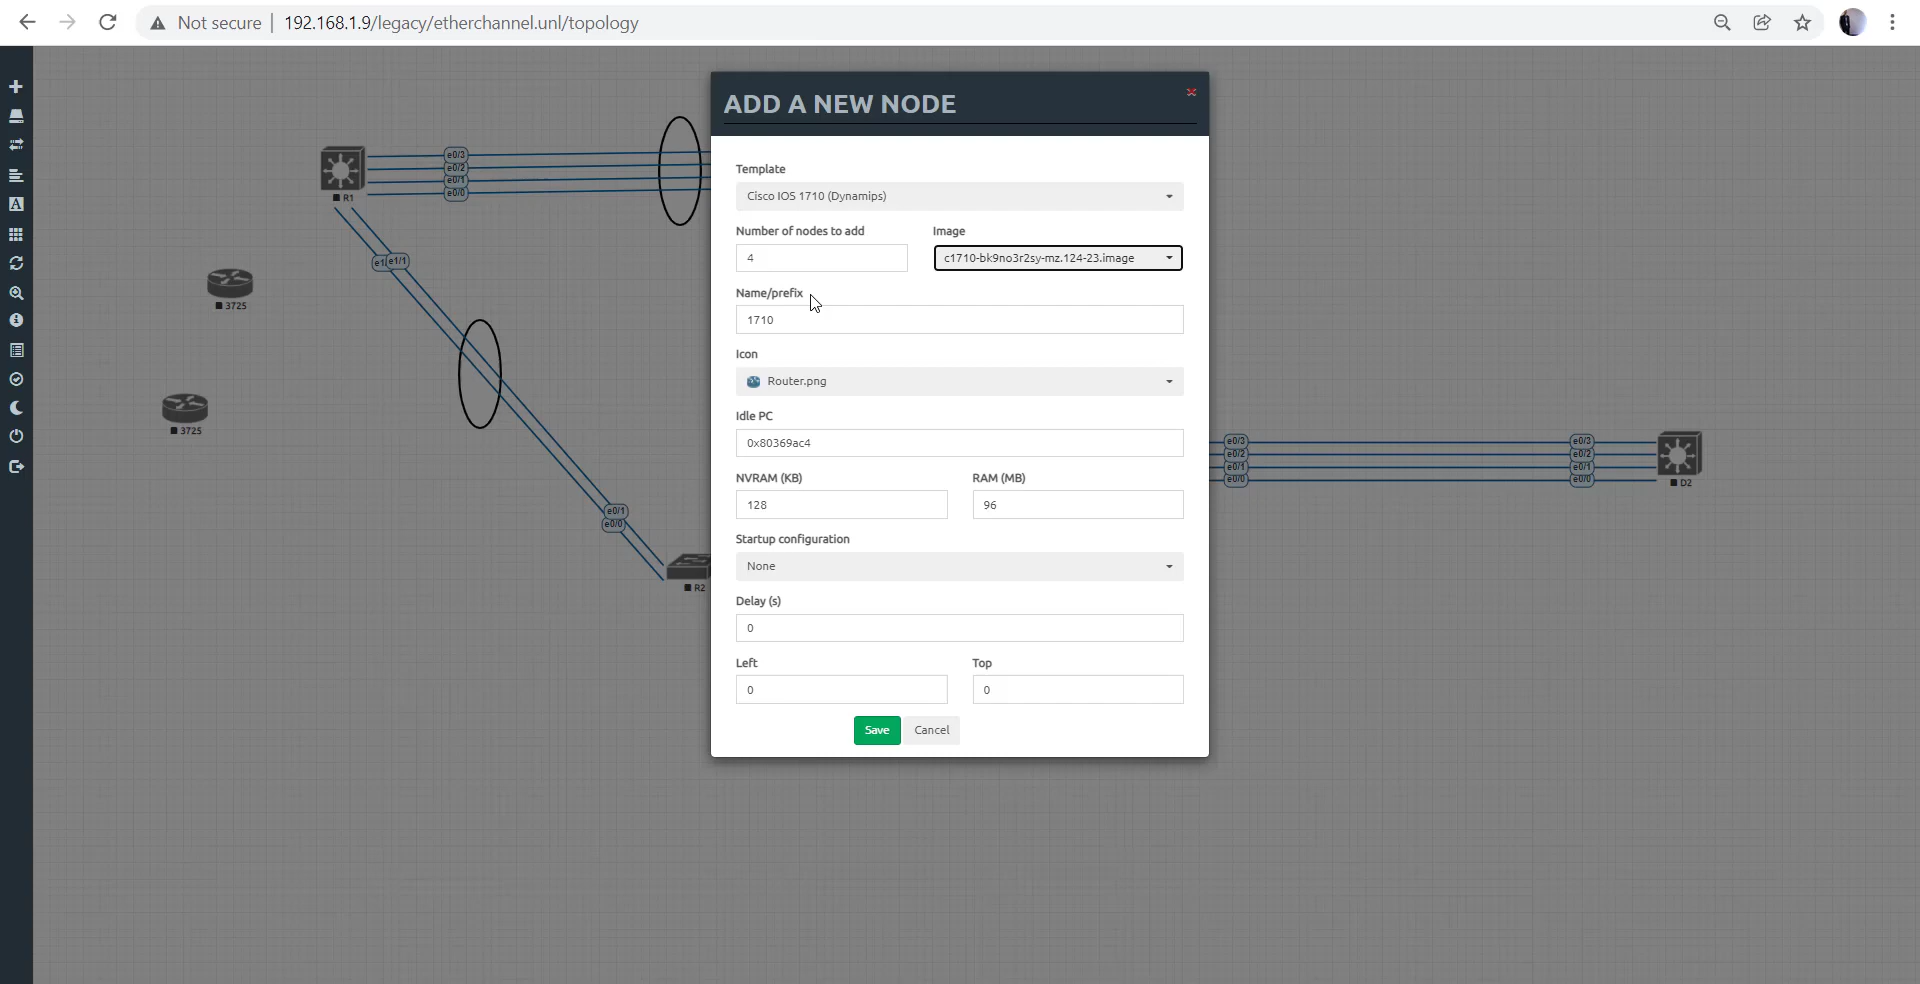 Not secure | 192.168.1.9/legacy/etherchannel.unl/topology
ADD A NEW NODE
Template
Cisco IOS 1710 (Dynamips)
Number of nodes to add
Image
4
c1710-bk9no3r2sy-mz.124-23.image
Name/prefix
1710
Icon
Router.png
Idle PC
0x80369ac4
NVRAM (KB)
RAM (MB)
128
96
Startup configuration
None
Delay (s)
0
Left
Top
0
0
Save
Cancel
e0/3
e0/2
e0/1
e0/0
R1
e1/1
3725
3725
e0/1
e0/0
R2
e0/3
e0/2
e0/1
e0/0
e0/3
e0/2
e0/1
e0/0
D2